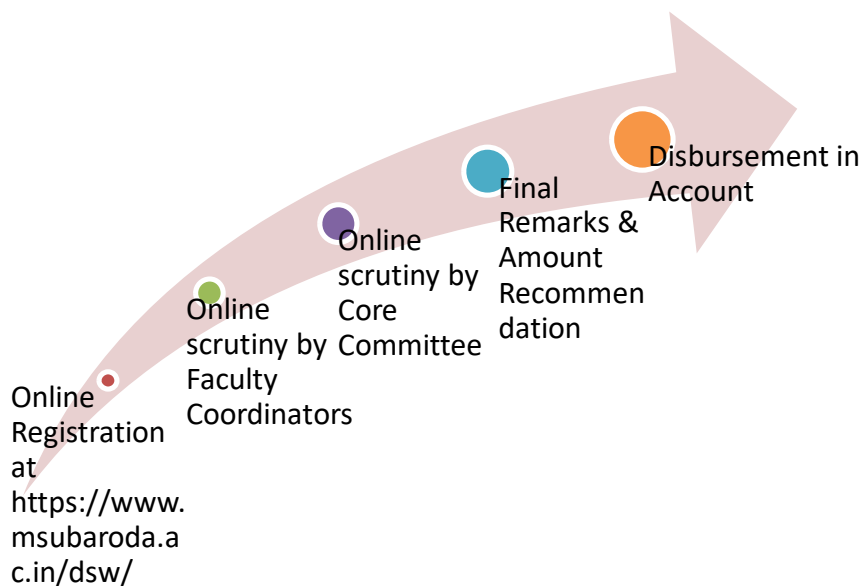 Online
Registration
at
https://www.
msubaroda.a
c.in/dsw/
Online
scrutiny by
Faculty
Coordinators
Online
scrutiny by
Core
Committee
Final
Remarks &
Amount
Recommen
dation
Disbursement in
Account